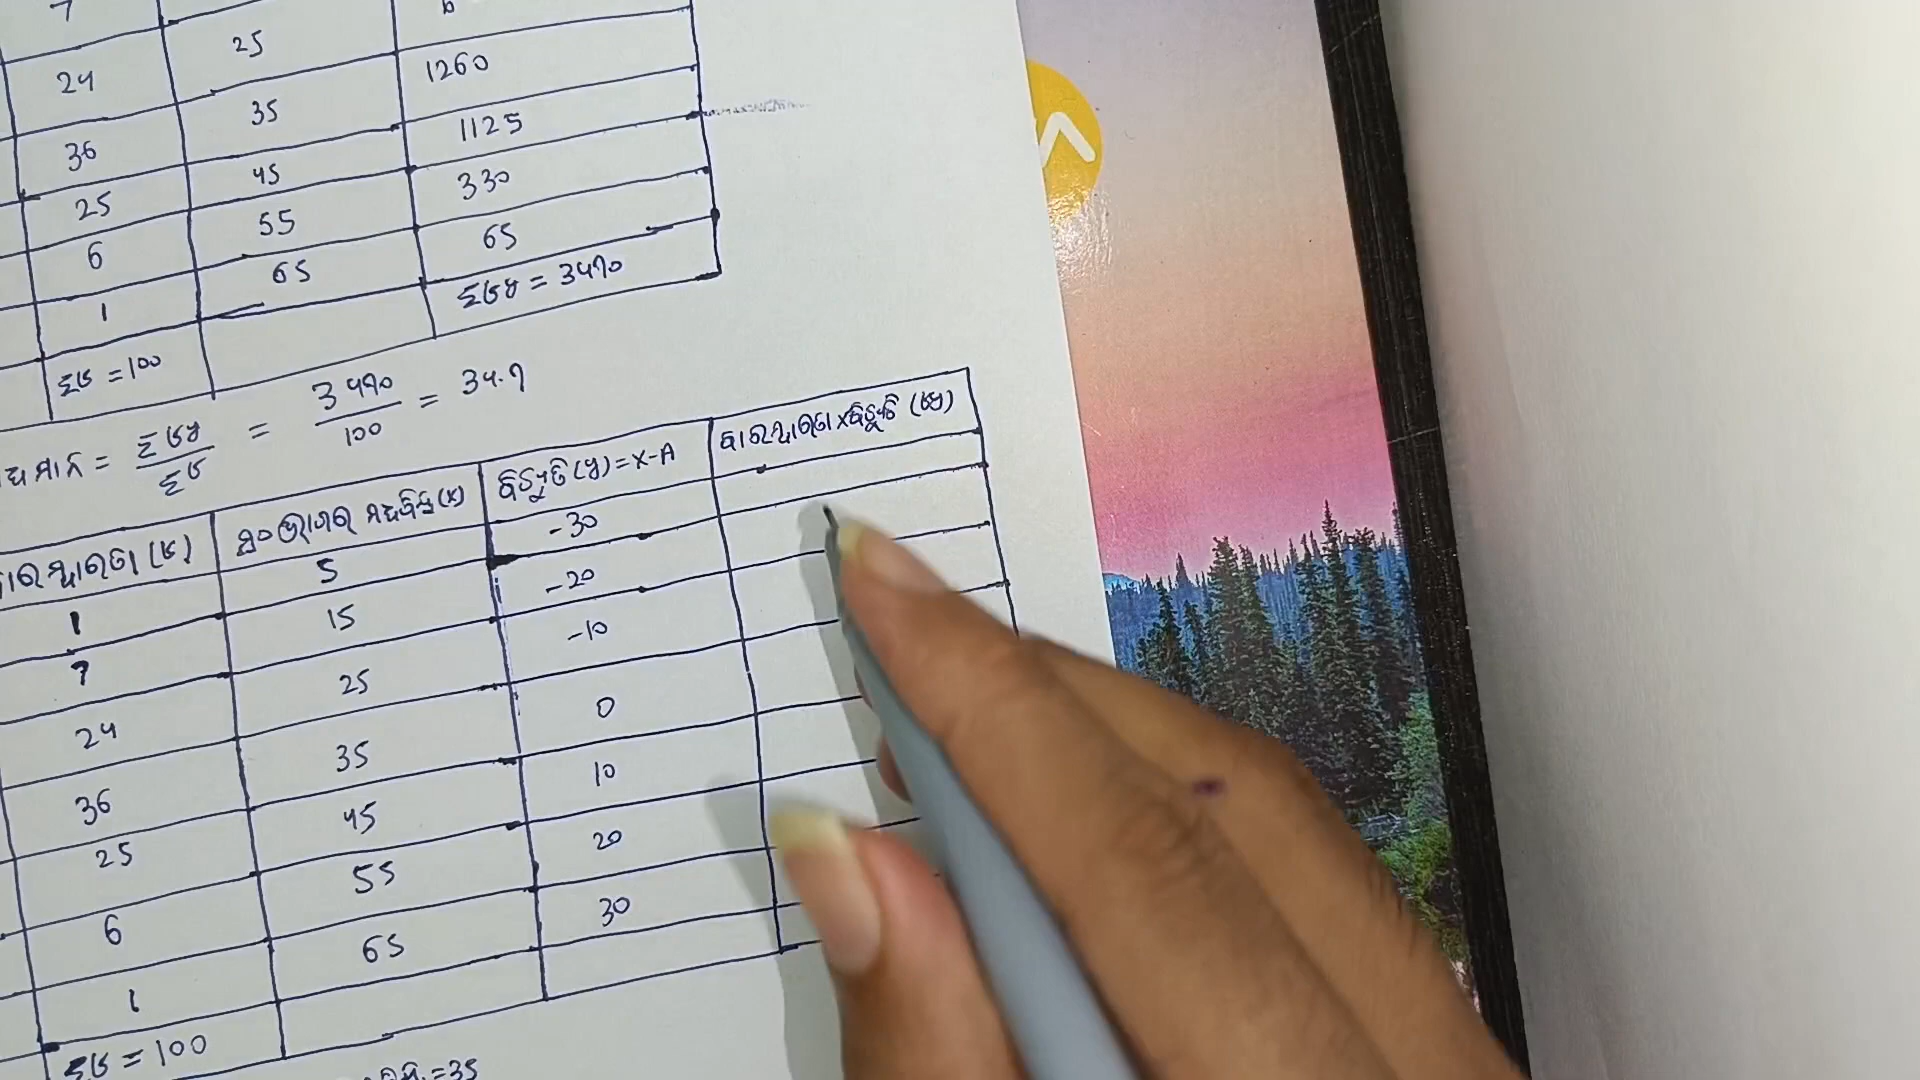 7
24 25 1260
36 35 1125
25 45 330
6 55 65
1 65 Σfx = 3470
Σf = 100
= Σfx / Σf = 3470 / 100 = 34.7
ବାରମ୍ବାରତା (f) ସଂଭାଗର ମଧ୍ୟବିନ୍ଦୁ (x) ବିଚ୍ୟୁତି (y) = x-A ବାରମ୍ବାରତା x ବିଚ୍ୟୁତି (fy)
1 5 -30
7 15 -20
24 25 -10
36 35 0
25 45 10
6 55 20
1 65 30
Σf = 100
=35